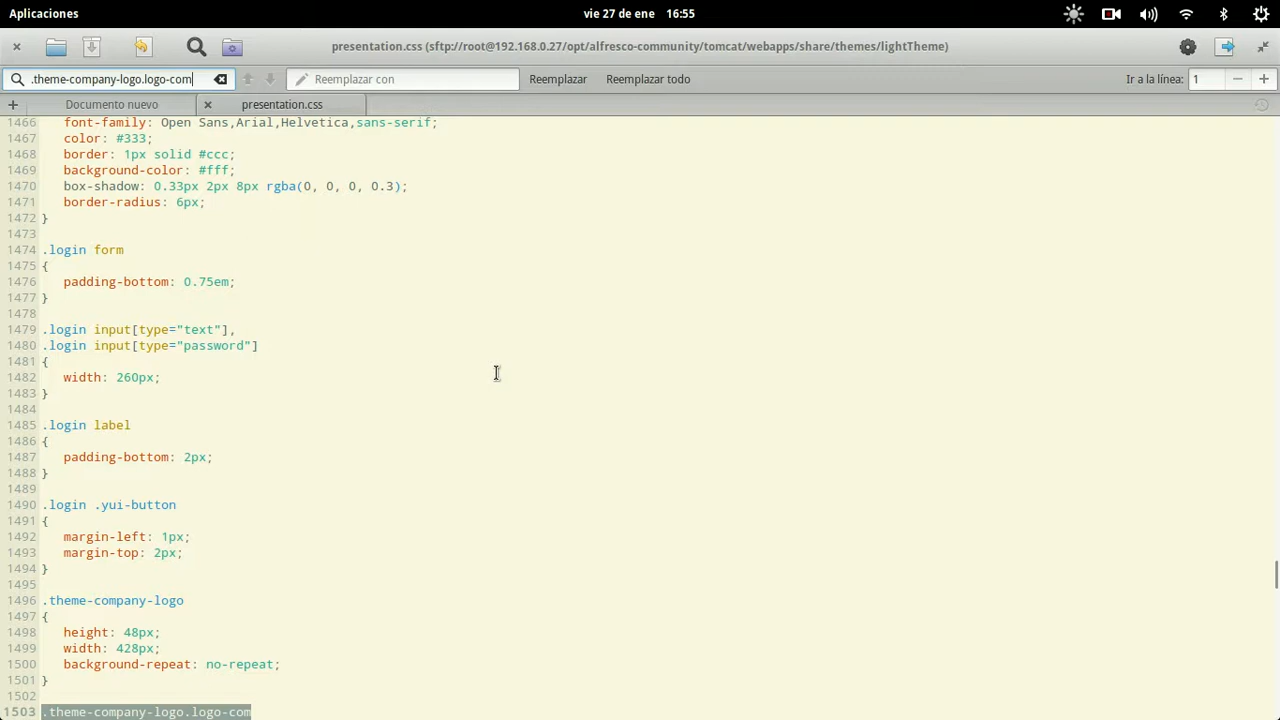 Aplicaciones
vie 27 de ene 16:55
presentation.css (sftp://root@192.168.0.27/opt/alfresco-community/tomcat/webapps/share/themes/lightTheme)
.theme-company-logo.logo-com
Reemplazar con
Reemplazar
Reemplazar todo
Ir a la línea: 1
Documento nuevo
presentation.css
1466 font-family: Open Sans,Arial,Helvetica,sans-serif;
1467 color: #333;
1468 border: 1px solid #ccc;
1469 background-color: #fff;
1470 box-shadow: 0.33px 2px 8px rgba(0, 0, 0, 0.3);
1471 border-radius: 6px;
1472 }
1473
1474 .login form
1475 {
1476 padding-bottom: 0.75em;
1477 }
1478
1479 .login input[type="text"],
1480 .login input[type="password"]
1481 {
1482 width: 260px;
1483 }
1484
1485 .login label
1486 {
1487 padding-bottom: 2px;
1488 }
1489
1490 .login .yui-button
1491 {
1492 margin-left: 1px;
1493 margin-top: 2px;
1494 }
1495
1496 .theme-company-logo
1497 {
1498 height: 48px;
1499 width: 428px;
1500 background-repeat: no-repeat;
1501 }
1502
1503 .theme-company-logo.logo-com